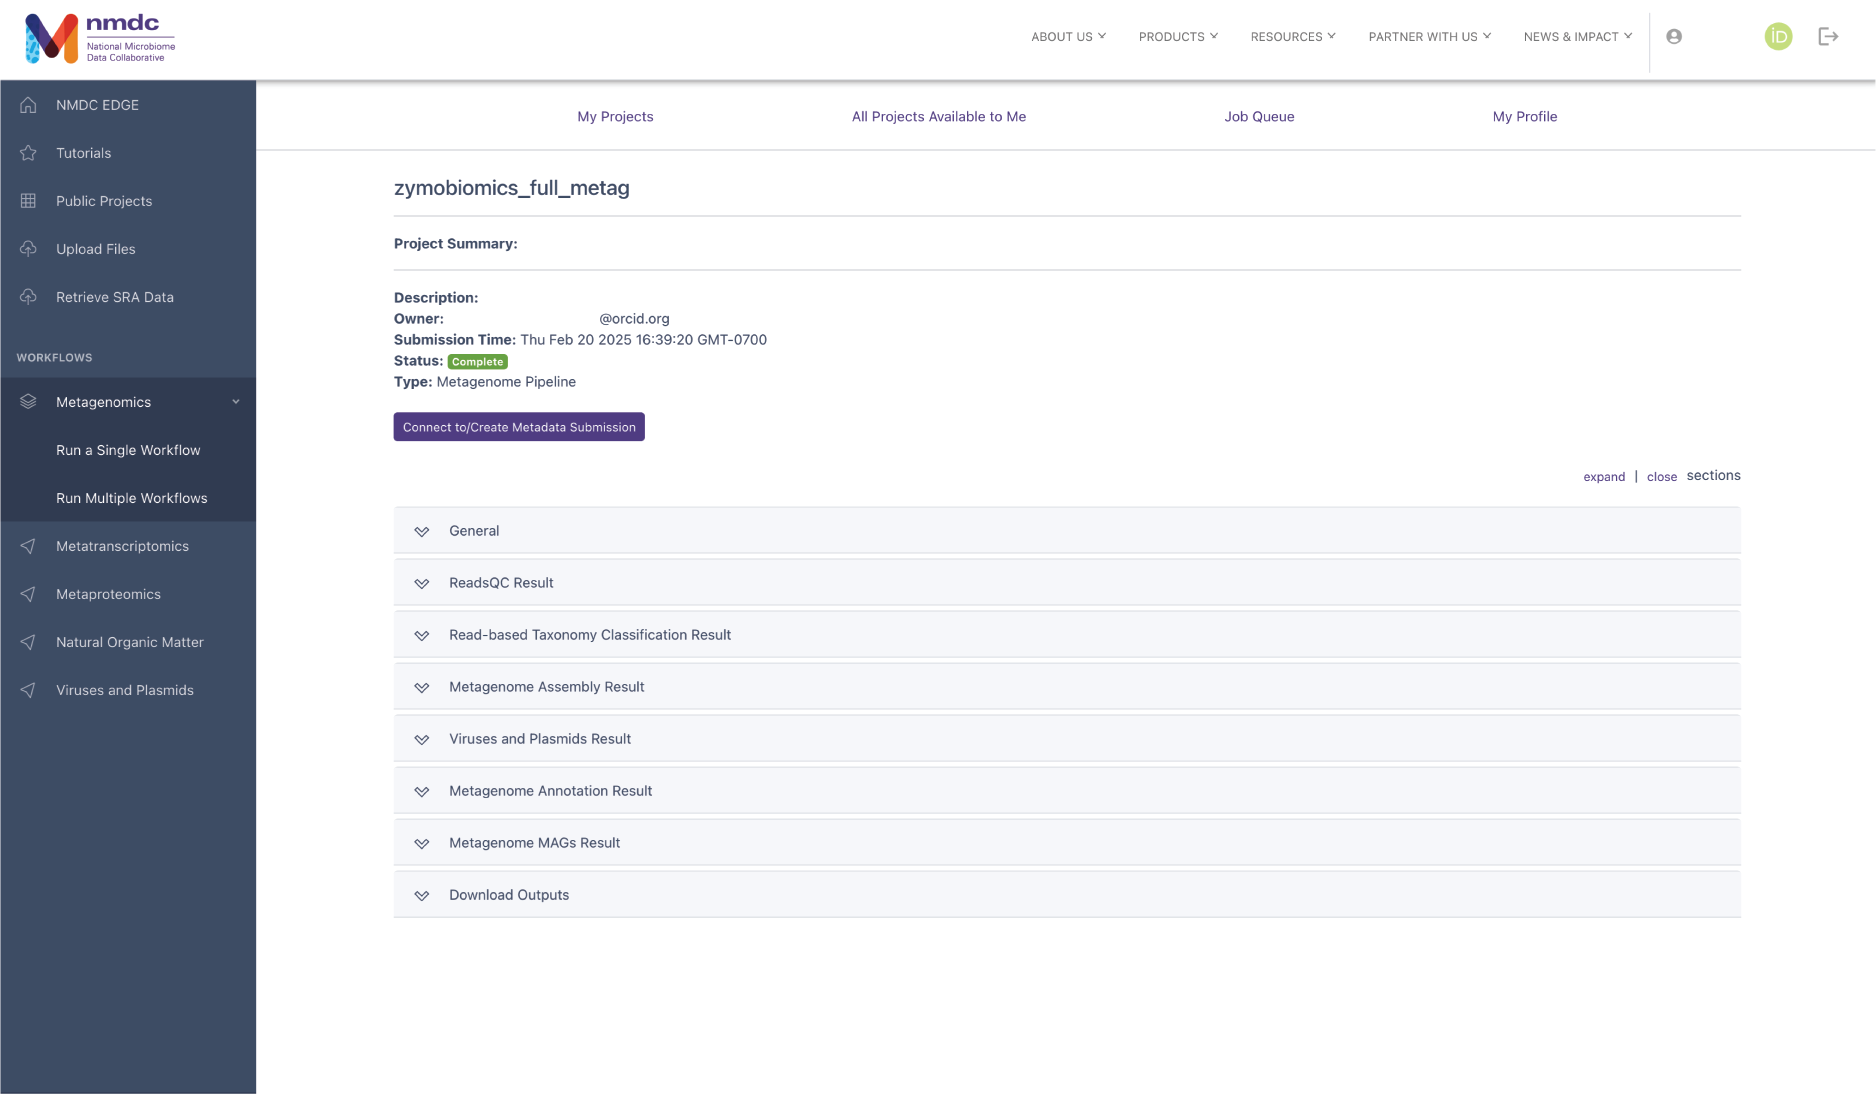 nmdc
National Microbiome
Data Collaborative
ABOUT US
PRODUCTS
RESOURCES
PARTNER WITH US
NEWS & IMPACT
iD
NMDC EDGE
Tutorials
Public Projects
Upload Files
Retrieve SRA Data
WORKFLOWS
Metagenomics
Run a Single Workflow
Run Multiple Workflows
Metatranscriptomics
Metaproteomics
Natural Organic Matter
Viruses and Plasmids
My Projects
All Projects Available to Me
Job Queue
My Profile
zymobiomics_full_metag
Project Summary:
Description:
Owner: @orcid.org
Submission Time: Thu Feb 20 2025 16:39:20 GMT-0700
Status: Complete
Type: Metagenome Pipeline
Connect to/Create Metadata Submission
expand | close sections
General
ReadsQC Result
Read-based Taxonomy Classification Result
Metagenome Assembly Result
Viruses and Plasmids Result
Metagenome Annotation Result
Metagenome MAGs Result
Download Outputs